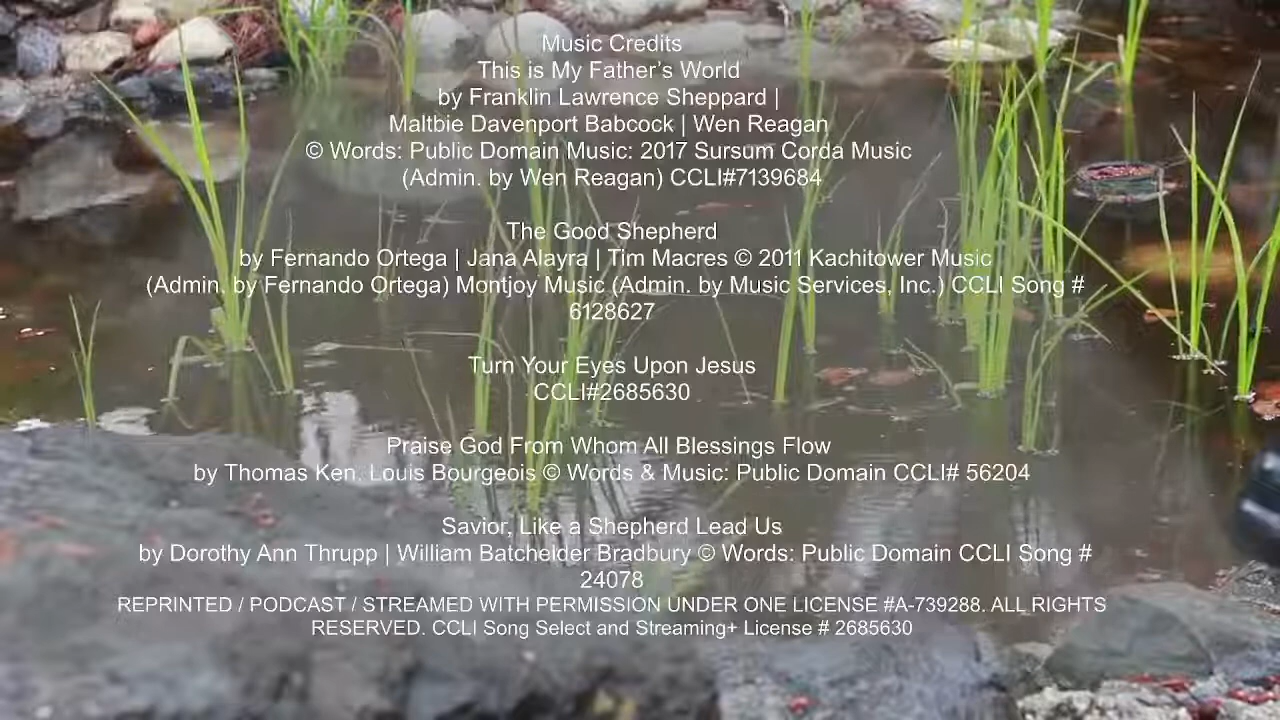 Music Credits
This is My Father’s World
by Franklin Lawrence Sheppard |
Maltbie Davenport Babcock | Wen Reagan
© Words: Public Domain Music: 2017 Sursum Corda Music
(Admin. by Wen Reagan) CCLI#7139684
The Good Shepherd
by Fernando Ortega | Jana Alayra | Tim Macres © 2011 Kachitower Music
(Admin. by Fernando Ortega) Montjoy Music (Admin. by Music Services, Inc.) CCLI Song #
6128627
Turn Your Eyes Upon Jesus
CCLI#2685630
Praise God From Whom All Blessings Flow
by Thomas Ken. Louis Bourgeois © Words & Music: Public Domain CCLI# 56204
Savior, Like a Shepherd Lead Us
by Dorothy Ann Thrupp | William Batchelder Bradbury © Words: Public Domain CCLI Song #
24078
REPRINTED / PODCAST / STREAMED WITH PERMISSION UNDER ONE LICENSE #A-739288. ALL RIGHTS
RESERVED. CCLI Song Select and Streaming+ License # 2685630